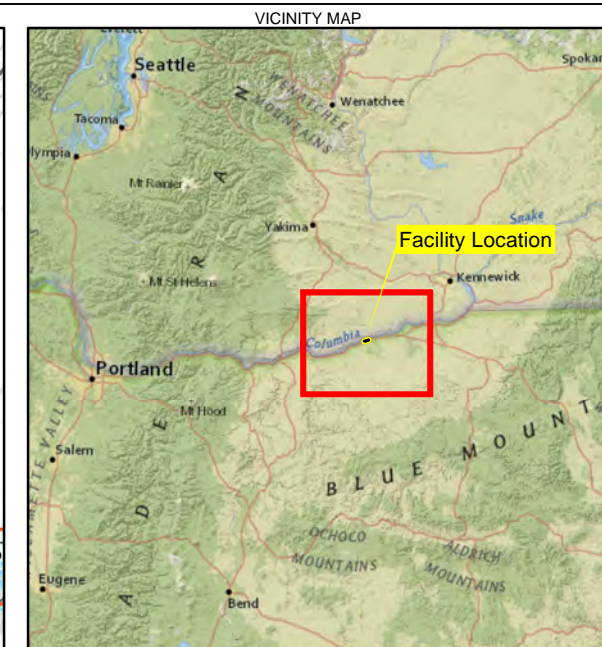 VICINITY MAP
Everett
Seattle
Spokan
WENATCHEE
MOUNTAINS
Wenatchee
Tacoma
lympia
Mt Rainier
Snake
Yakima
Facility Location
Kennewick
Mt St Helens
Columbia
Portland
Mt Hood
BLUE MOUNT
Salem
OCHOCO
MOUNTAINS
ALDRICH
MOUNTAINS
Eugene
Bend
N
A
R
E
D
A